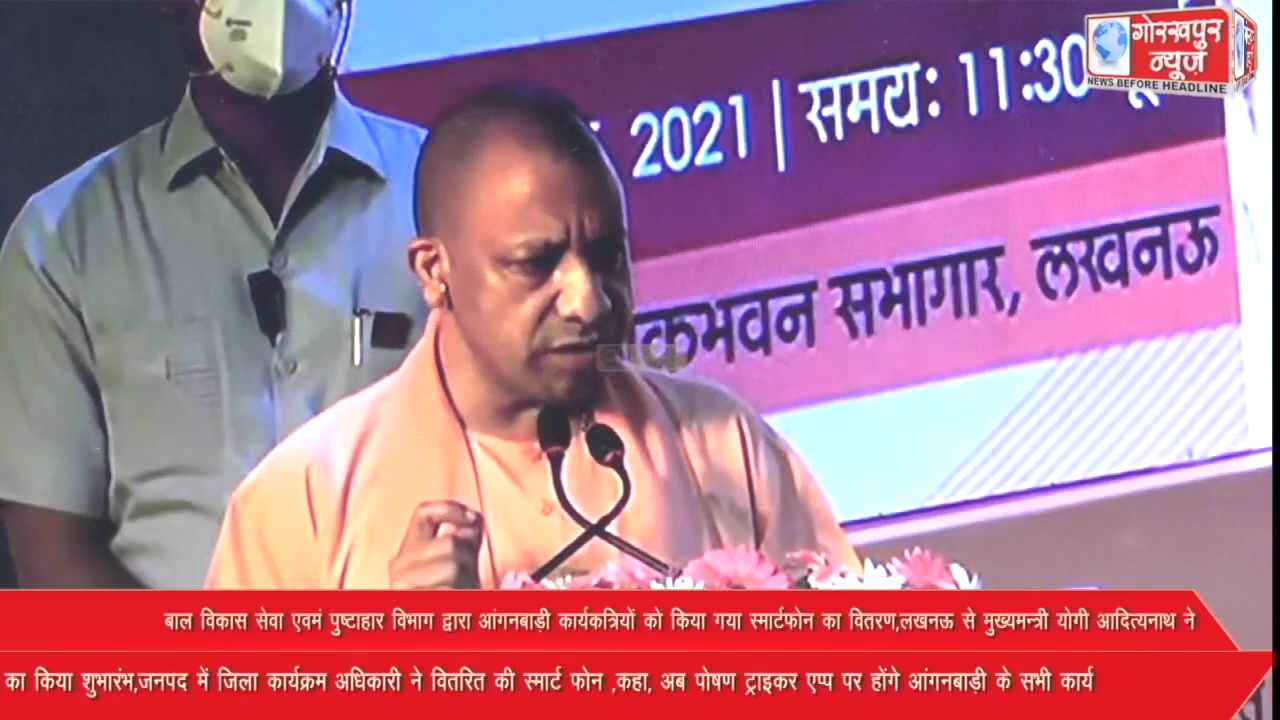 गोरखपुर
न्यूज़
NEWS BEFORE HEADLINE
2021 | समय: 11:30
कभवन सभागार, लखनऊ
बाल विकास सेवा एवमं पुष्टाहार विभाग द्वारा आंगनबाड़ी कार्यकत्रियों को किया गया स्मार्टफोन का वितरण,लखनऊ से मुख्यमन्त्री योगी आदित्यनाथ ने
का किया शुभारंभ,जनपद में जिला कार्यक्रम अधिकारी ने वितरित की स्मार्ट फोन ,कहा, अब पोषण ट्राइकर एप्प पर होंगे आंगनबाड़ी के सभी कार्य